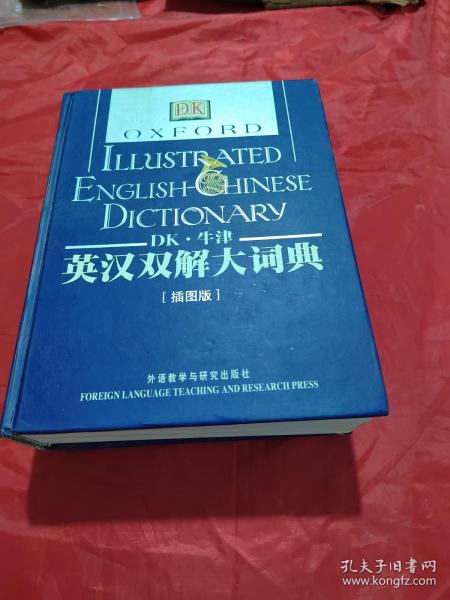 DK
OXFORD
ILLUSTRATED
ENGLISH-CHINESE
DICTIONARY
DK·牛津
英汉双解大词典
[插图版]
外语教学与研究出版社
FOREIGN LANGUAGE TEACHING AND RESEARCH PRESS
孔夫子旧书网
www.kongfz.com